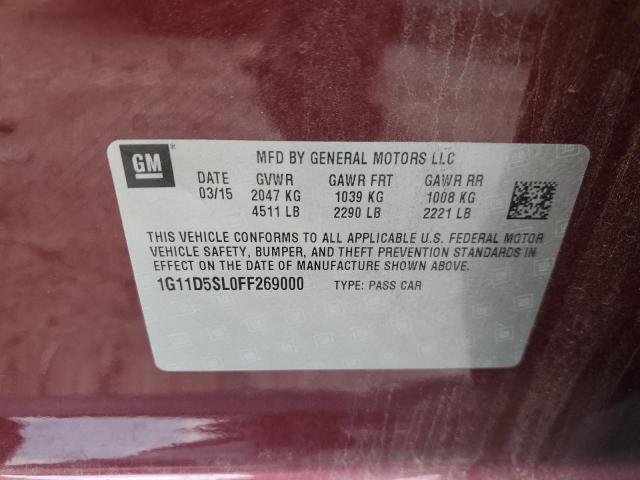 GM
MFD BY GENERAL MOTORS LLC
DATE GVWR GAWR FRT GAWR RR
03/15 2047 KG 1039 KG 1008 KG
4511 LB 2290 LB 2221 LB
THIS VEHICLE CONFORMS TO ALL APPLICABLE U.S. FEDERAL MOTOR
VEHICLE SAFETY, BUMPER, AND THEFT PREVENTION STANDARDS IN
EFFECT ON THE DATE OF MANUFACTURE SHOWN ABOVE.
1G11D5SL0FF269000 TYPE: PASS CAR